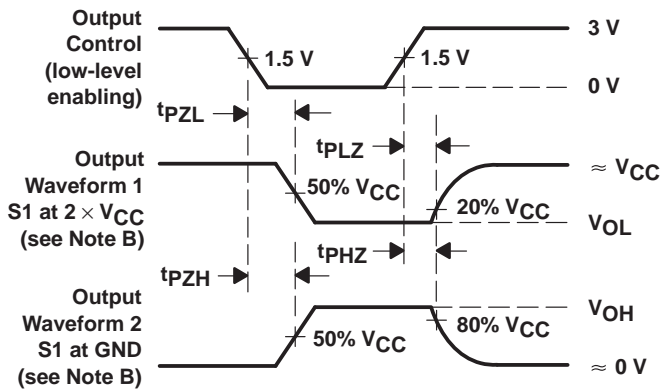 Output
Control
(low-level
enabling)
1.5 V
1.5 V
3 V
0 V
tPZL
tPLZ
Output
Waveform 1
S1 at 2 × VCC
(see Note B)
50% VCC
20% VCC
≈ VCC
VOL
tPZH
tPHZ
Output
Waveform 2
S1 at GND
(see Note B)
50% VCC
80% VCC
VOH
≈ 0 V